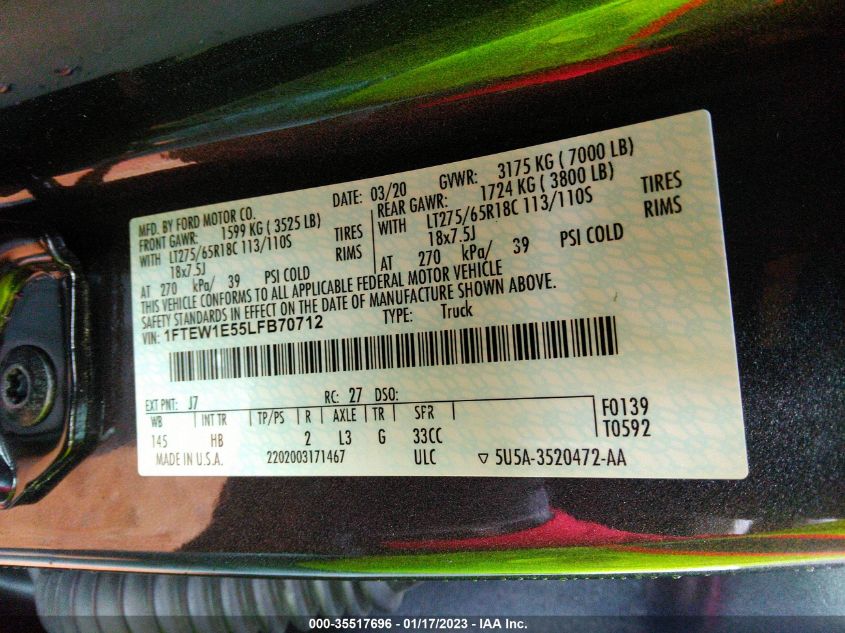 MFD. BY FORD MOTOR CO.
DATE: 03/20 GVWR: 3175 KG ( 7000 LB)
FRONT GAWR: 1599 KG ( 3525 LB)
REAR GAWR: 1724 KG ( 3800 LB)
WITH LT275/65R18C 113/110S TIRES
WITH LT275/65R18C 113/110S TIRES
18x7.5J RIMS
18x7.5J RIMS
AT 270 kPa/ 39 PSI COLD
AT 270 kPa/ 39 PSI COLD
THIS VEHICLE CONFORMS TO ALL APPLICABLE FEDERAL MOTOR VEHICLE
SAFETY STANDARDS IN EFFECT ON THE DATE OF MANUFACTURE SHOWN ABOVE.
VIN: 1FTEW1E55LFB70712 TYPE: Truck
EXT PNT: J7 RC: 27 DSO:
WB INT TR TP/PS R AXLE TR SFR
145 HB 2 L3 G 33CC
F0139
T0592
MADE IN U.S.A. 2202003171467 ULC ▽ 5U5A-3520472-AA
000-35517696 - 01/17/2023 - IAA Inc.